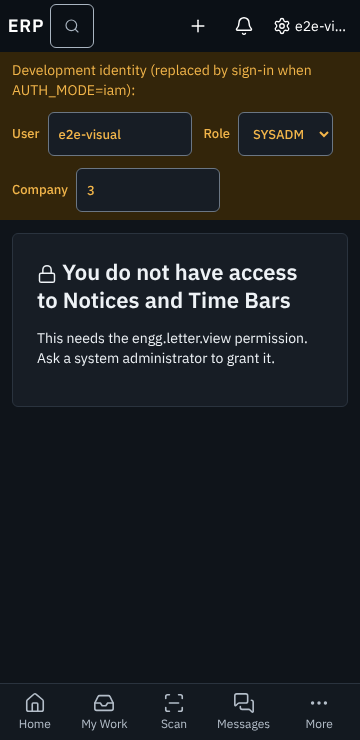 ERP
e2e-vi...
Development identity (replaced by sign-in when
AUTH_MODE=iam):
User e2e-visual Role SYSADM
Company 3
You do not have access
to Notices and Time Bars
This needs the engg.letter.view permission.
Ask a system administrator to grant it.
Home My Work Scan Messages More